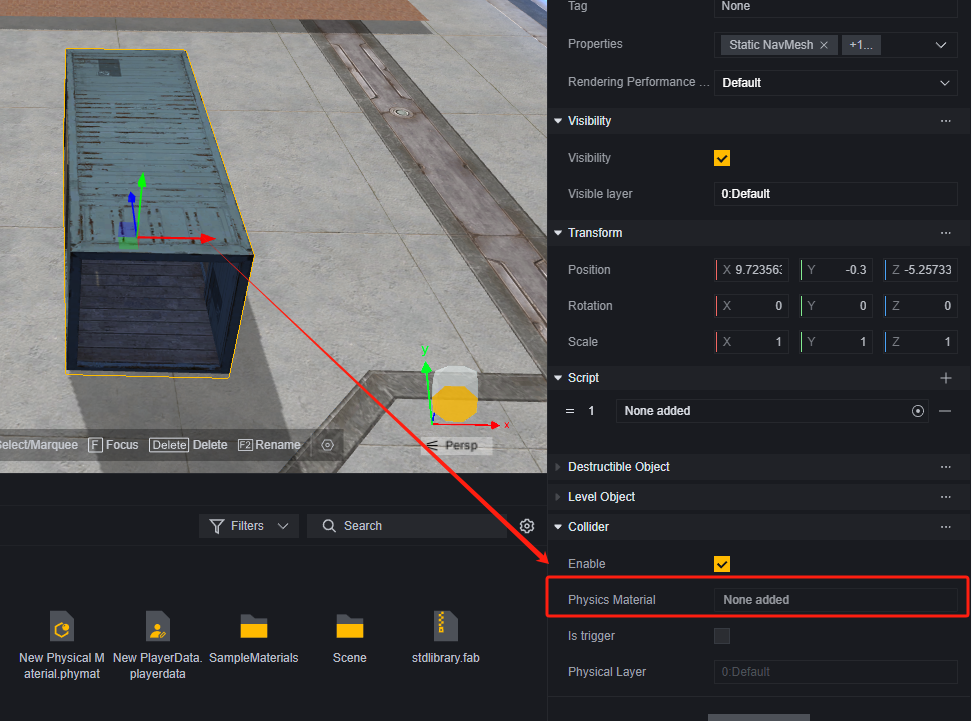 Tag None
Properties Static NavMesh × +1...
Rendering Performance ... Default
Visibility ...
Visibility
Visible layer 0:Default
Transform ...
Position X 9.72356 Y -0.3 Z -5.25733
Rotation X 0 Y 0 Z 0
Scale X 1 Y 1 Z 1
Script +
= 1 None added
Destructible Object ...
Level Object ...
Collider ...
Enable
Physics Material None added
Is trigger
Physical Layer 0:Default
Y
x
Persp
elect/Marquee F Focus Delete Delete F2 Rename
Filters Search
New Physical M
aterial.phymat
New PlayerData.
playerdata
SampleMaterials
Scene
stdlibrary.fab